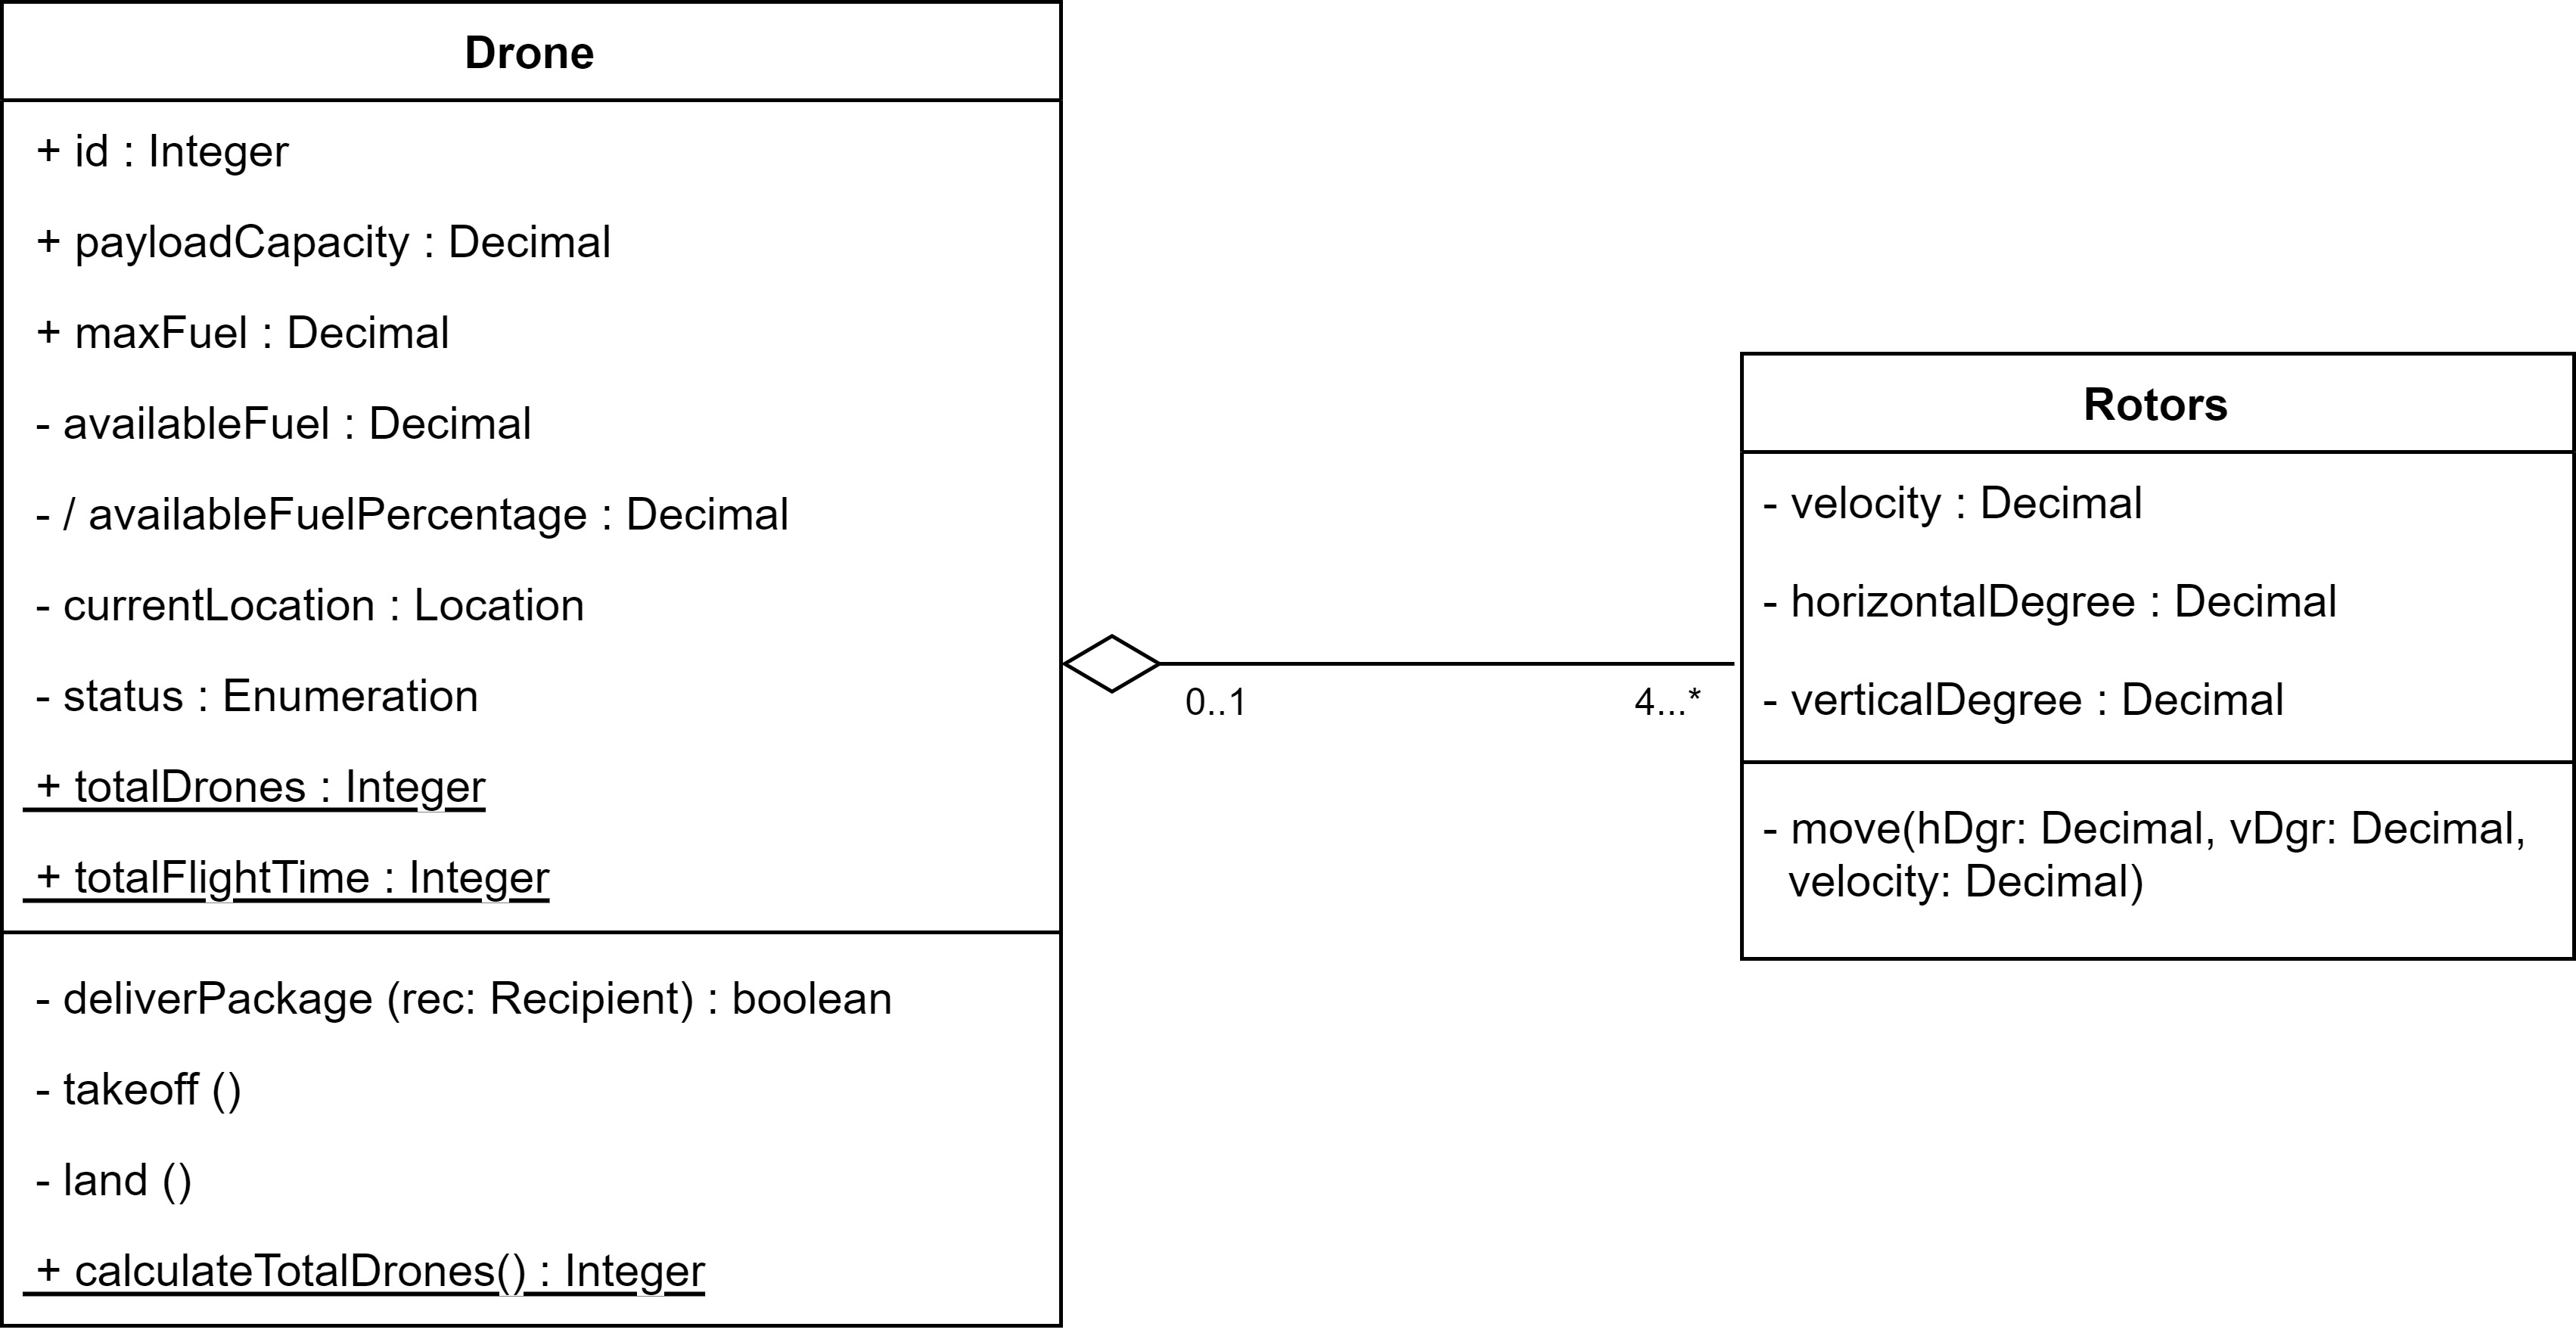 Drone
+ id : Integer
+ payloadCapacity : Decimal
+ maxFuel : Decimal
- availableFuel : Decimal
- / availableFuelPercentage : Decimal
- currentLocation : Location
- status : Enumeration
+ totalDrones : Integer
+ totalFlightTime : Integer
- deliverPackage (rec: Recipient) : boolean
- takeoff ()
- land ()
+ calculateTotalDrones() : Integer
0..1
4...*
Rotors
- velocity : Decimal
- horizontalDegree : Decimal
- verticalDegree : Decimal
- move(hDgr: Decimal, vDgr: Decimal,
velocity: Decimal)